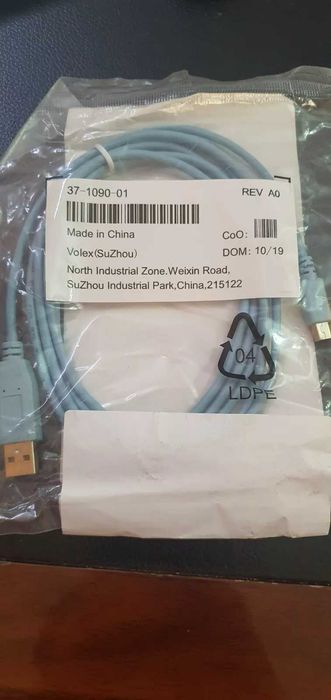 37-1090-01
REV A0
Made in China
CoO:
Volex(SuZhou)
DOM: 10/19
North Industrial Zone.Weixin Road,
SuZhou Industrial Park,China,215122
04
LDPE